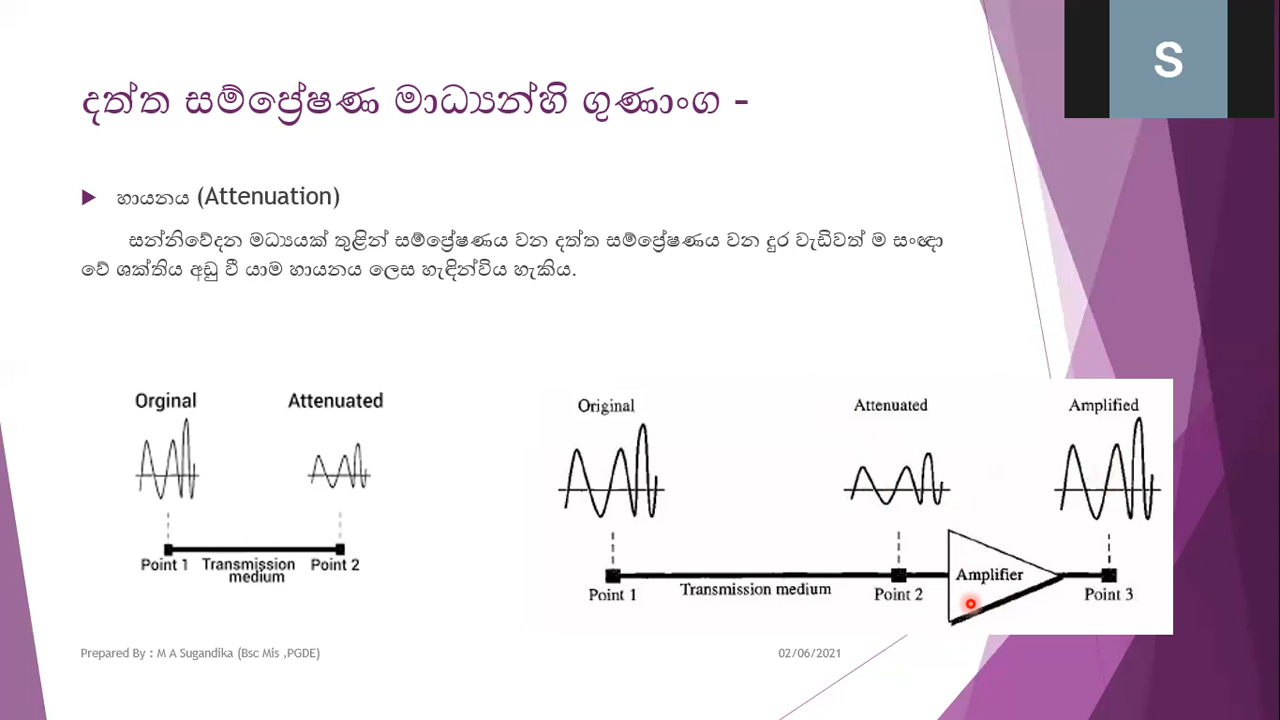 S
දත්ත සම්ප්‍රේෂණ මාධ්‍යන්හි ගුණාංග -
හායනය (Attenuation)
සන්නිවේදන මධ්‍යයක් තුළින් සම්ප්‍රේෂණය වන දත්ත සම්ප්‍රේෂණය වන දුර වැඩිවත් ම සංඥා
වේ ශක්තිය අඩු වී යාම හායනය ලෙස හැඳින්විය හැකිය.
Orginal Attenuated
Point 1 Transmission medium Point 2
Original Attenuated Amplified
Amplifier
Point 1 Transmission medium Point 2 Point 3
Prepared By : M A Sugandika (Bsc Mis ,PGDE) 02/06/2021